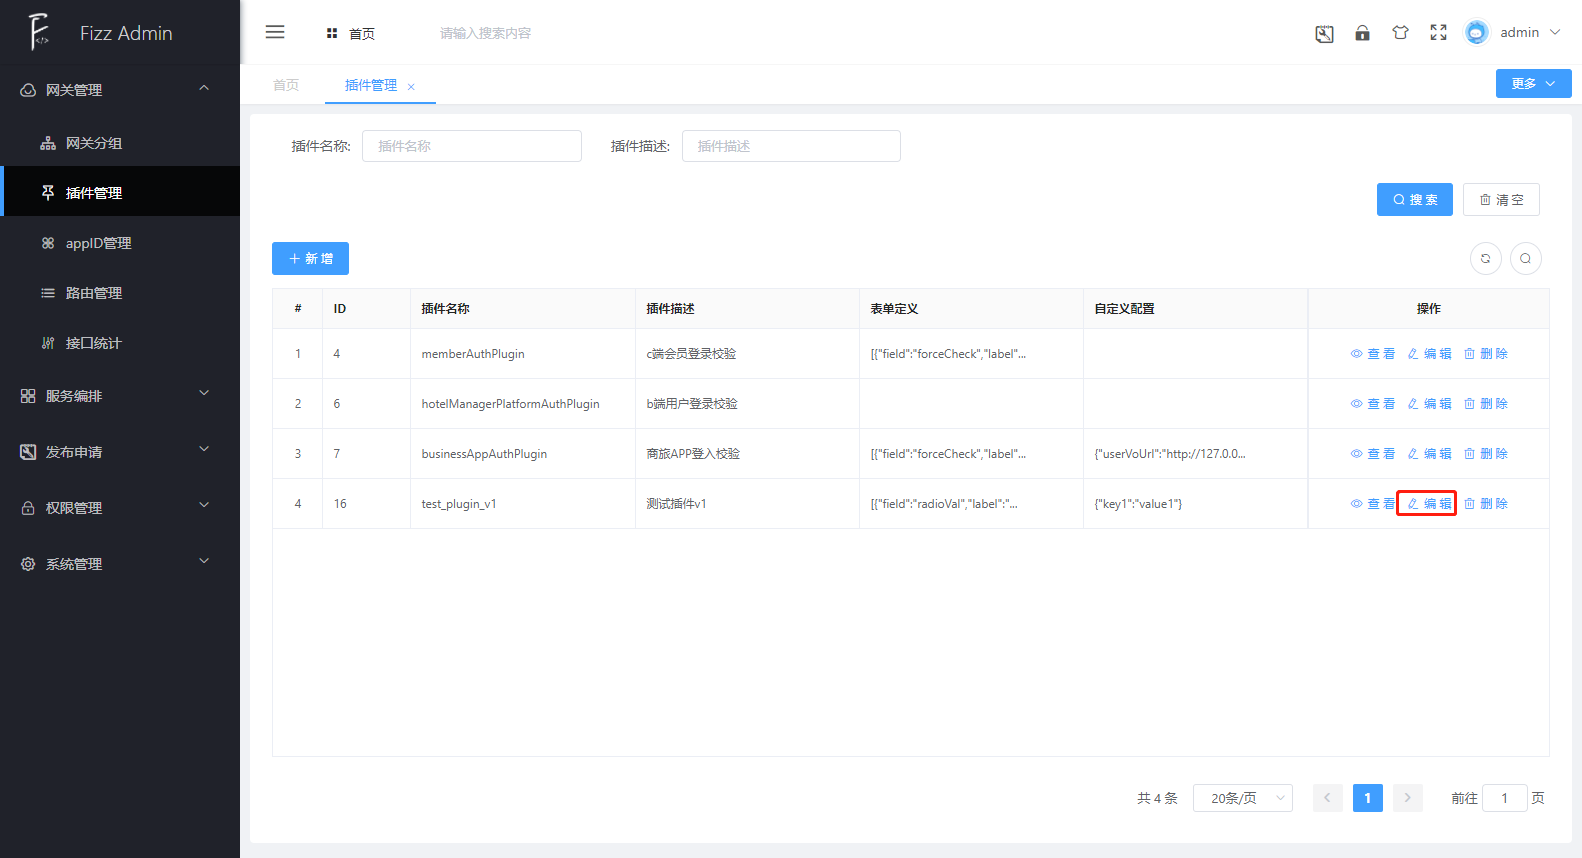 Fizz Admin
首页
请输入搜索内容
admin
首页
插件管理
更多
网关管理
网关分组
插件管理
appID管理
路由管理
接口统计
服务编排
发布申请
权限管理
系统管理
插件名称: 插件名称 插件描述: 插件描述
搜索 清空
新增
# ID 插件名称 插件描述 表单定义 自定义配置 操作
1 4 memberAuthPlugin c端会员登录校验 [{"field":"forceCheck","label"... 查看 编辑 删除
2 6 hotelManagerPlatformAuthPlugin b端用户登录校验 查看 编辑 删除
3 7 businessAppAuthPlugin 商旅APP登入校验 [{"field":"forceCheck","label"... {"userVoUrl":"http://127.0.0... 查看 编辑 删除
4 16 test_plugin_v1 测试插件v1 [{"field":"radioVal","label":"... {"key1":"value1"} 查看 编辑 删除
共 4 条 20条/页 1 前往 1 页